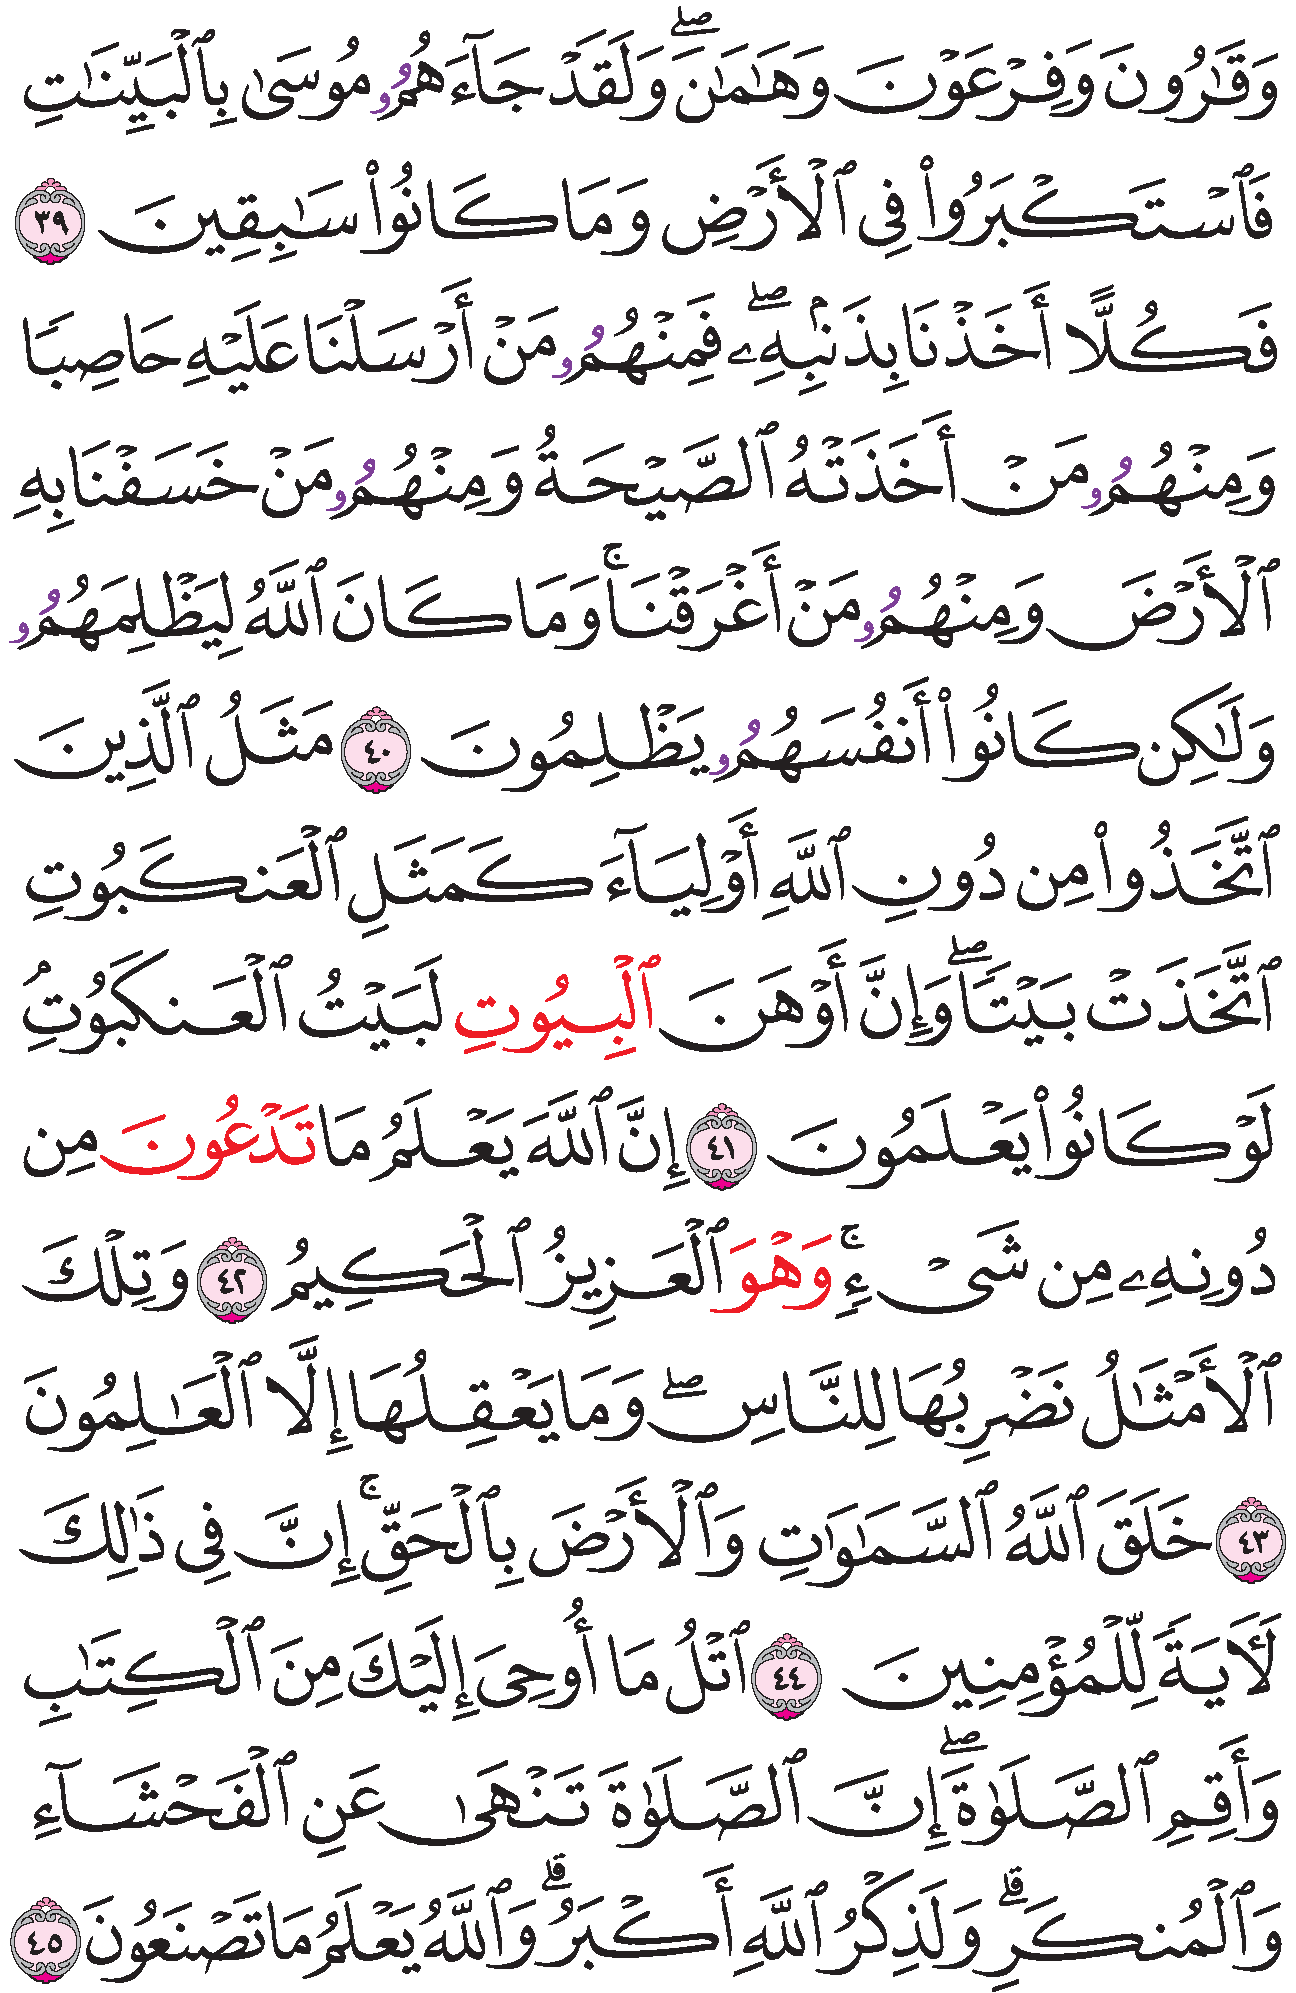 وَقَٰرُونَ وَفِرْعَوْنَ وَهَٰمَٰنَ ۖ وَلَقَدْ جَآءَهُمُۥ مُوسَىٰ بِٱلْبَيِّنَٰتِ
فَٱسْتَكْبَرُوا۟ فِى ٱلْأَرْضِ وَمَا كَانُوا۟ سَٰبِقِينَ ٣٩
فَكُلًّا أَخَذْنَا بِذَنۢبِهِۦ ۖ فَمِنْهُمُۥ مَنْ أَرْسَلْنَا عَلَيْهِ حَاصِبًا
وَمِنْهُمُۥ مَنْ أَخَذَتْهُ ٱلصَّيْحَةُ وَمِنْهُمُۥ مَنْ خَسَفْنَا بِهِ
ٱلْأَرْضَ وَمِنْهُمُۥ مَنْ أَغْرَقْنَا ۚ وَمَا كَانَ ٱللَّهُ لِيَظْلِمَهُمُۥ
وَلَٰكِن كَانُوا۟ أَنفُسَهُمُۥ يَظْلِمُونَ ٤٠ مَثَلُ ٱلَّذِينَ
ٱتَّخَذُوا۟ مِن دُونِ ٱللَّهِ أَوْلِيَآءَ كَمَثَلِ ٱلْعَنكَبُوتِ
ٱتَّخَذَتْ بَيْتًا ۖ وَإِنَّ أَوْهَنَ ٱلْبِيُوتِ لَبَيْتُ ٱلْعَنكَبُوتِ ۘ
لَوْ كَانُوا۟ يَعْلَمُونَ ٤١ إِنَّ ٱللَّهَ يَعْلَمُ مَا تَدْعُونَ مِن
دُونِهِۦ مِن شَىْءٍ ۚ وَهْوَ ٱلْعَزِيزُ ٱلْحَكِيمُ ٤٢ وَتِلْكَ
ٱلْأَمْثَٰلُ نَضْرِبُهَا لِلنَّاسِ ۖ وَمَا يَعْقِلُهَا إِلَّا ٱلْعَٰلِمُونَ
٤٣ خَلَقَ ٱللَّهُ ٱلسَّمَٰوَٰتِ وَٱلْأَرْضَ بِٱلْحَقِّ ۚ إِنَّ فِى ذَٰلِكَ
لَءَايَةً لِّلْمُؤْمِنِينَ ٤٤ ٱتْلُ مَا أُوحِىَ إِلَيْكَ مِنَ ٱلْكِتَٰبِ
وَأَقِمِ ٱلصَّلَوٰةَ ۖ إِنَّ ٱلصَّلَوٰةَ تَنْهَىٰ عَنِ ٱلْفَحْشَآءِ
وَٱلْمُنكَرِ ۗ وَلَذِكْرُ ٱللَّهِ أَكْبَرُ ۗ وَٱللَّهُ يَعْلَمُ مَا تَصْنَعُونَ ٤٥